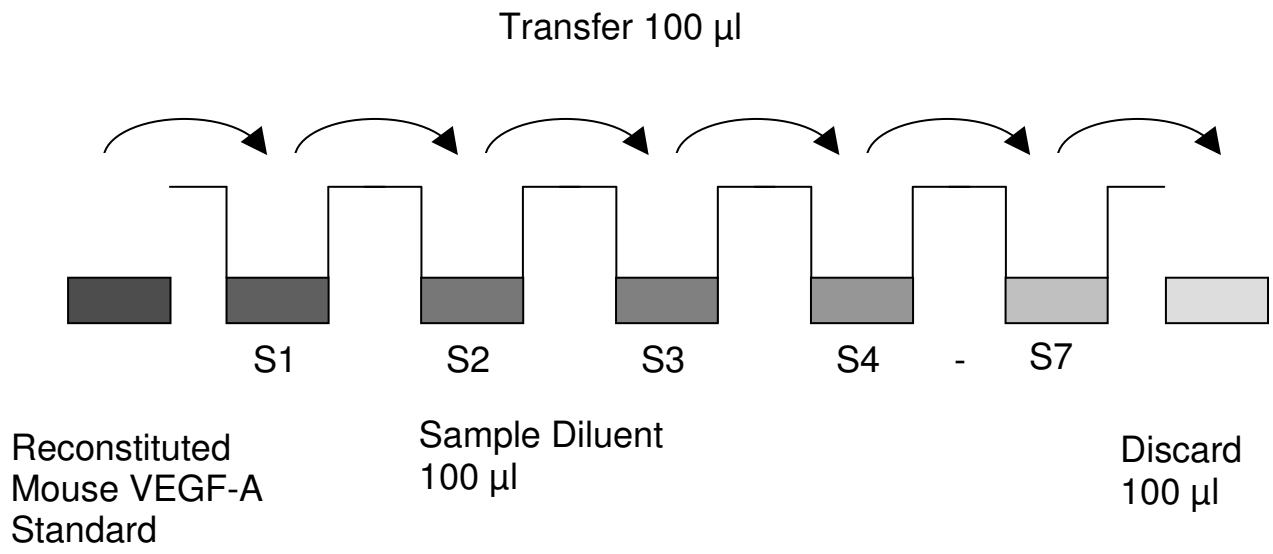 Transfer 100 µl
S1 S2 S3 S4 - S7
Reconstituted
Mouse VEGF-A
Standard
Sample Diluent
100 µl
Discard
100 µl